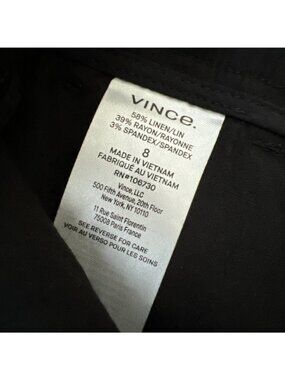 VINCE.
58% LINEN/LIN
39% RAYON/RAYONNE
3% SPANDEX/SPANDEX
8
MADE IN VIETNAM
FABRIQUÉ AU VIETNAM
RN#106730
Vince, LLC
500 Fifth Avenue, 20th Floor
New York, NY 10110
11 Rue Saint Florentin
75008 Paris France
SEE REVERSE FOR CARE
VOIR AU VERSO POUR LES SOINS